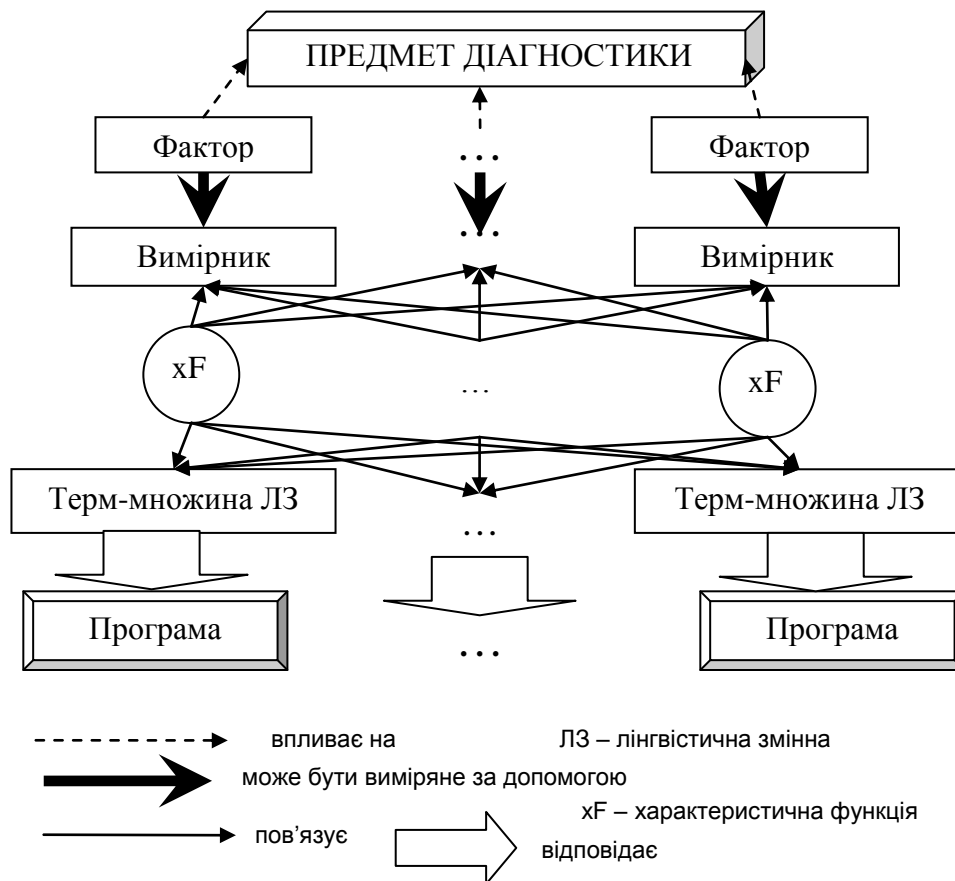 ПРЕДМЕТ ДІАГНОСТИКИ
Фактор ... Фактор
Вимірник ... Вимірник
xF ... xF
Терм-множина ЛЗ ... Терм-множина ЛЗ
Програма ... Програма
впливає на ЛЗ – лінгвістична змінна
може бути виміряне за допомогою
xF – характеристична функція
пов’язує відповідає